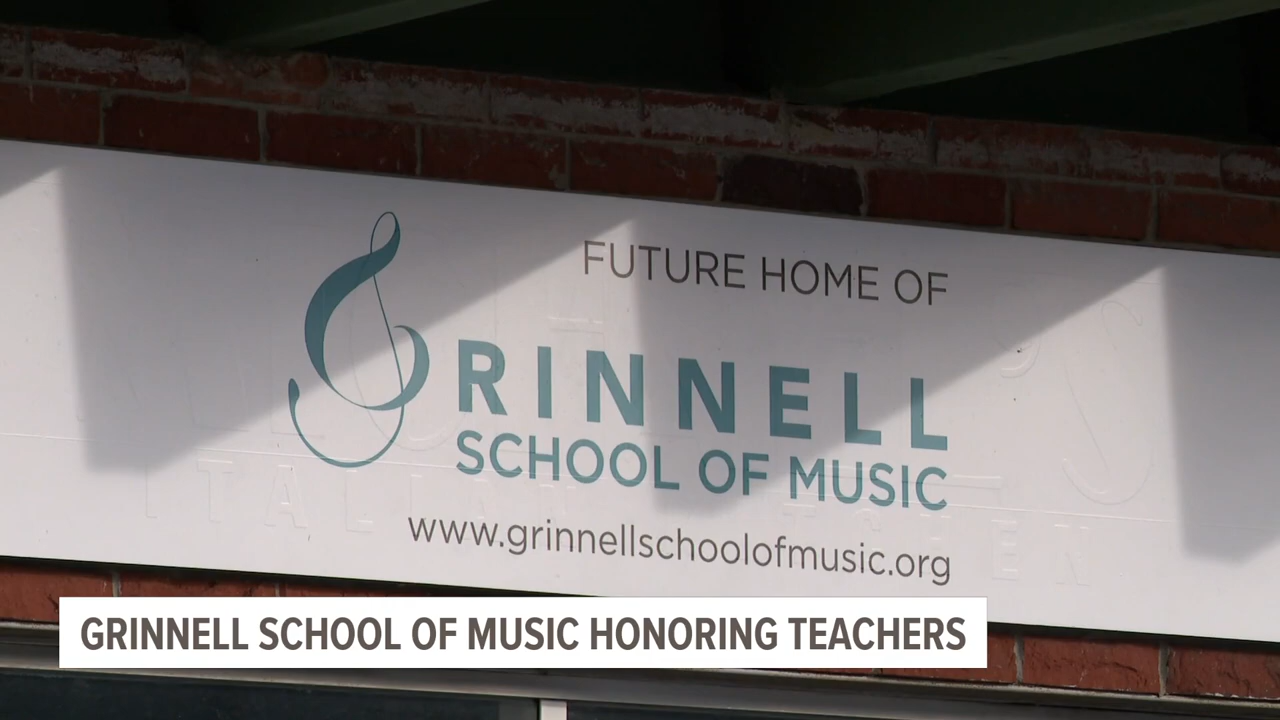 FUTURE HOME OF
GRINNELL
SCHOOL OF MUSIC
www.grinnellschoolofmusic.org
GRINNELL SCHOOL OF MUSIC HONORING TEACHERS